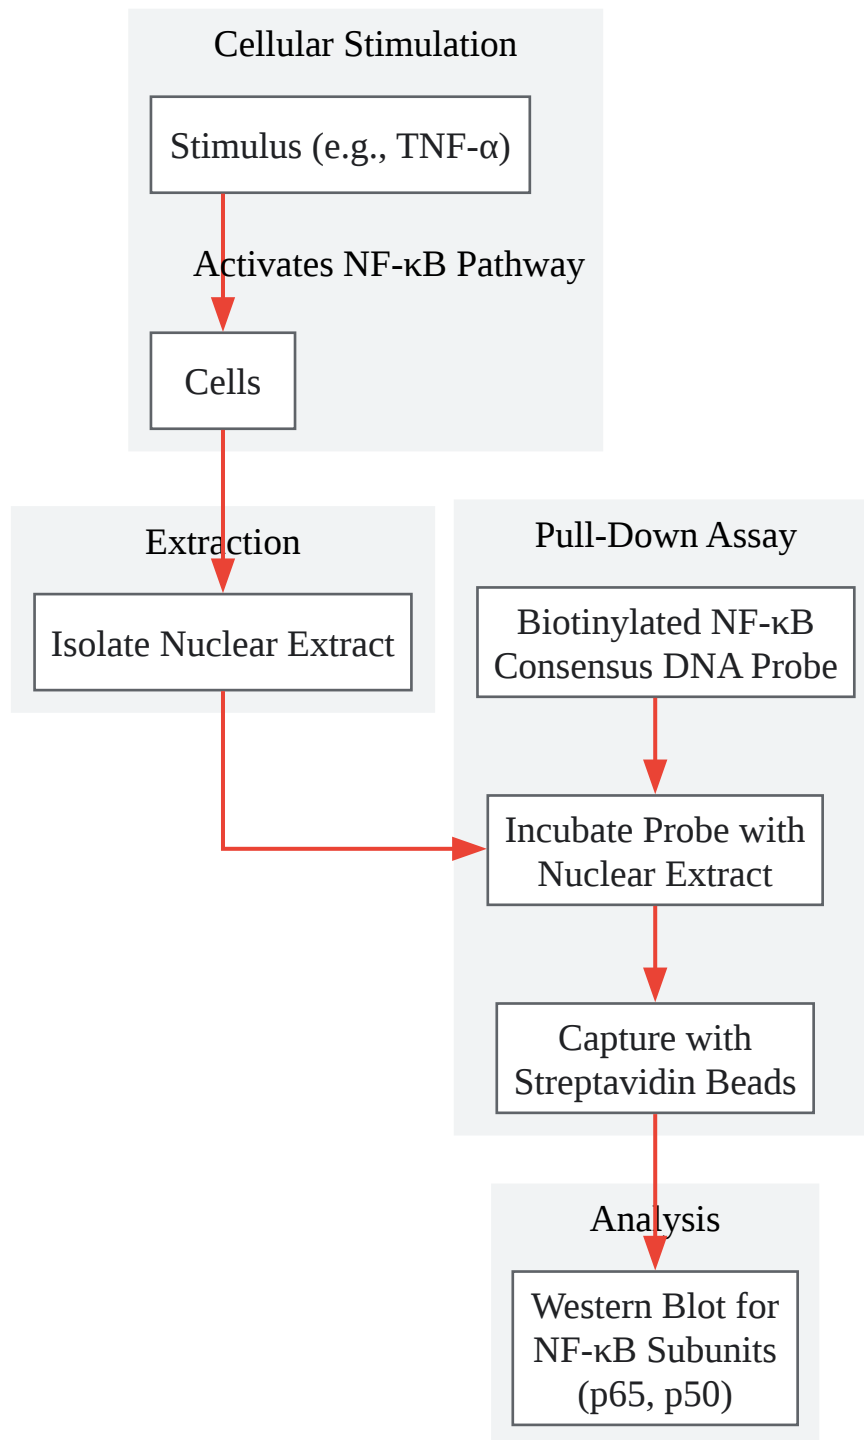 Cellular Stimulation
Stimulus (e.g., TNF-α)
Activates NF-κB Pathway
Cells
Extraction
Isolate Nuclear Extract
Pull-Down Assay
Biotinylated NF-κB
Consensus DNA Probe
Incubate Probe with
Nuclear Extract
Capture with
Streptavidin Beads
Analysis
Western Blot for
NF-κB Subunits
(p65, p50)